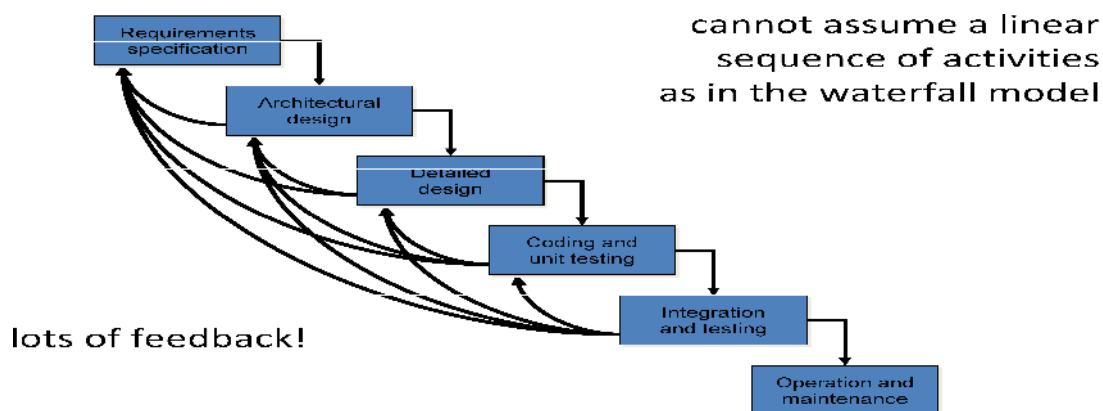 cannot assume a linear
sequence of activities
as in the waterfall model
Requirements
specification
Architectural
design
Detailed
design
Coding and
unit testing
Integration
and testing
Operation and
maintenance
lots of feedback!